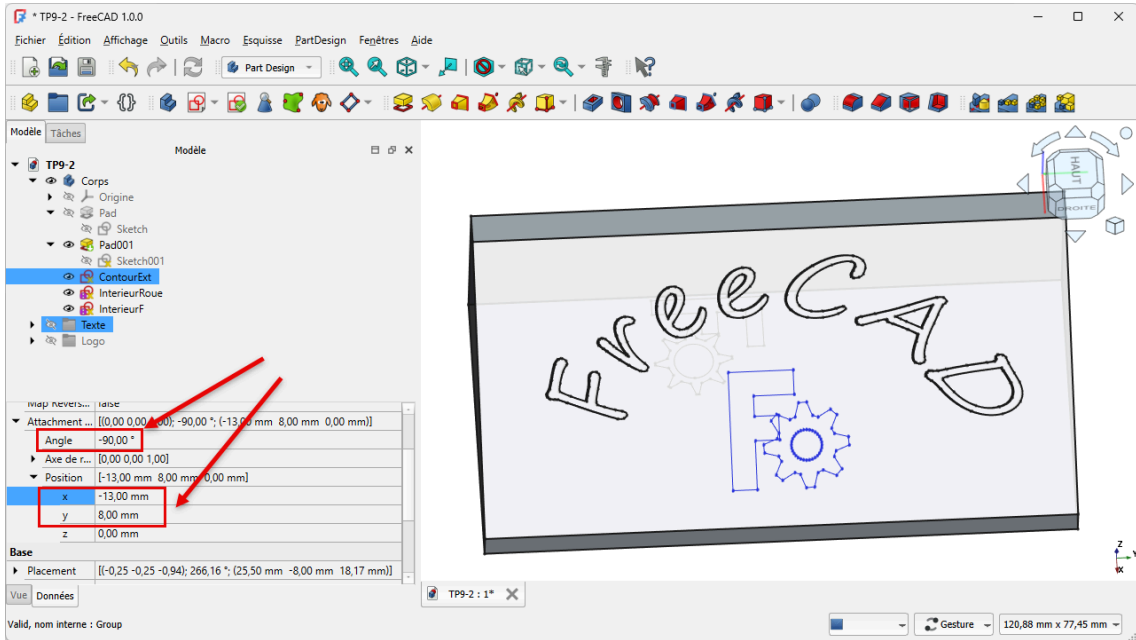 * TP9-2 - FreeCAD 1.0.0
Fichier Édition Affichage Outils Macro Esquisse PartDesign Fenêtres Aide
Part Design
Modèle Tâches
Modèle
TP9-2
Corps
Origine
Pad
Sketch
Pad001
Sketch001
ContourExt
InterieurRoue
InterieurF
Texte
Logo
Map Revers... false
Attachment ... [(0,00 0,00 1,00); -90,00 °; (-13,00 mm 8,00 mm 0,00 mm)]
Angle -90,00 °
Axe de r... [0,00 0,00 1,00]
Position [-13,00 mm 8,00 mm 0,00 mm]
x -13,00 mm
y 8,00 mm
z 0,00 mm
Base
Placement [(-0,25 -0,25 -0,94); 266,16 °; (25,50 mm -8,00 mm 18,17 mm)]
Vue Données
FreeCAD
HAUT
DROITE
Z
Y
X
TP9-2 : 1*
Valid, nom interne : Group
Gesture
120,88 mm x 77,45 mm